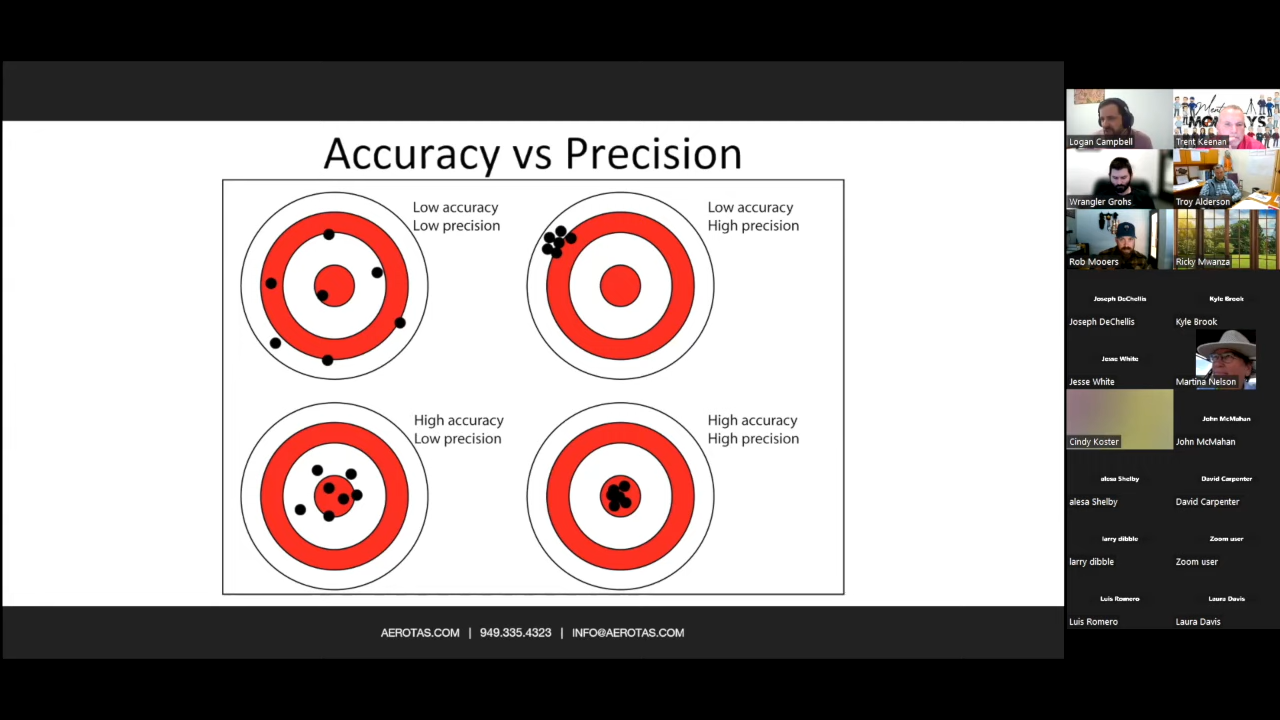 Accuracy vs Precision
Low accuracy
Low precision
Low accuracy
High precision
High accuracy
Low precision
High accuracy
High precision
AEROTAS.COM | 949.335.4323 | INFO@AEROTAS.COM
Logan Campbell
Trent Keenan
Wrangler Grohs
Troy Alderson
Rob Mooers
Ricky Mwanza
Joseph DeChellis
Kyle Brook
Joseph DeChellis
Kyle Brook
Jesse White
Jesse White
Martina Nelson
Cindy Koster
John McMahan
John McMahan
alesa Shelby
David Carpenter
alesa Shelby
David Carpenter
larry dibble
Zoom user
larry dibble
Zoom user
Luis Romero
Laura Davis
Luis Romero
Laura Davis